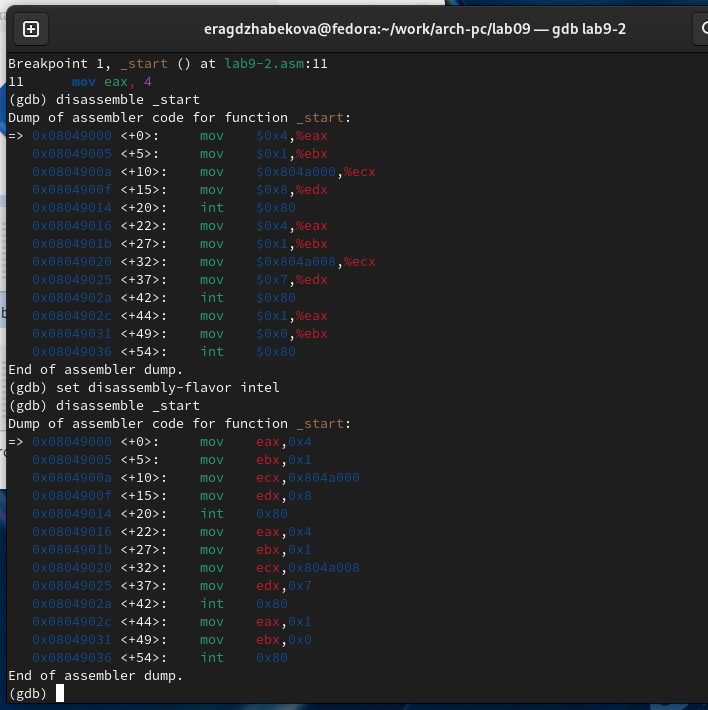 eragdzhabekova@fedora:~/work/arch-pc/lab09 — gdb lab9-2
Breakpoint 1, _start () at lab9-2.asm:11
11      mov eax, 4
(gdb) disassemble _start
Dump of assembler code for function _start:
=> 0x08049000 <+0>:     mov    $0x4,%eax
   0x08049005 <+5>:     mov    $0x1,%ebx
   0x0804900a <+10>:    mov    $0x804a000,%ecx
   0x0804900f <+15>:    mov    $0x8,%edx
   0x08049014 <+20>:    int    $0x80
   0x08049016 <+22>:    mov    $0x4,%eax
   0x0804901b <+27>:    mov    $0x1,%ebx
   0x08049020 <+32>:    mov    $0x804a008,%ecx
   0x08049025 <+37>:    mov    $0x7,%edx
   0x0804902a <+42>:    int    $0x80
   0x0804902c <+44>:    mov    $0x1,%eax
   0x08049031 <+49>:    mov    $0x0,%ebx
   0x08049036 <+54>:    int    $0x80
End of assembler dump.
(gdb) set disassembly-flavor intel
(gdb) disassemble _start
Dump of assembler code for function _start:
=> 0x08049000 <+0>:     mov    eax,0x4
   0x08049005 <+5>:     mov    ebx,0x1
   0x0804900a <+10>:    mov    ecx,0x804a000
   0x0804900f <+15>:    mov    edx,0x8
   0x08049014 <+20>:    int    0x80
   0x08049016 <+22>:    mov    eax,0x4
   0x0804901b <+27>:    mov    ebx,0x1
   0x08049020 <+32>:    mov    ecx,0x804a008
   0x08049025 <+37>:    mov    edx,0x7
   0x0804902a <+42>:    int    0x80
   0x0804902c <+44>:    mov    eax,0x1
   0x08049031 <+49>:    mov    ebx,0x0
   0x08049036 <+54>:    int    0x80
End of assembler dump.
(gdb)